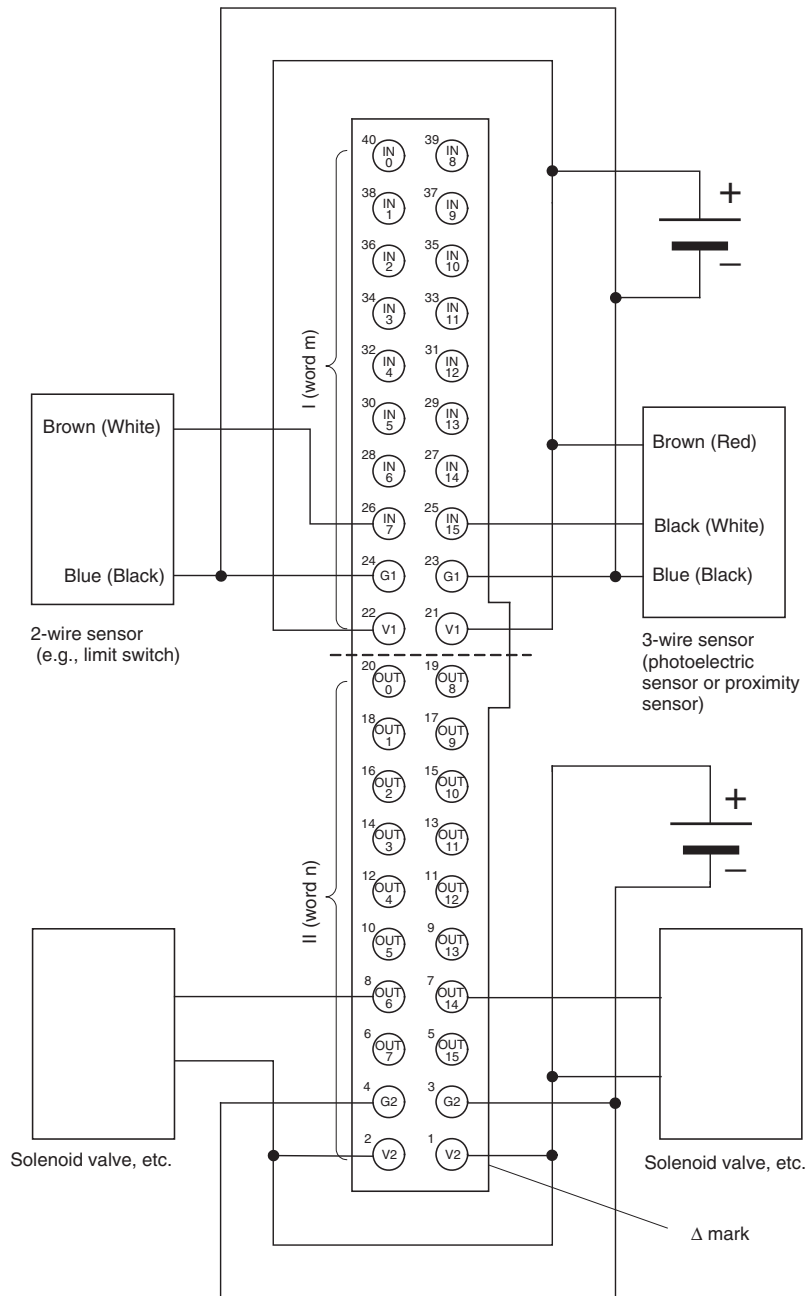 40 IN 0 39 IN 8
38 IN 1 37 IN 9
36 IN 2 35 IN 10
34 IN 3 33 IN 11
32 IN 4 31 IN 12
30 IN 5 29 IN 13
28 IN 6 27 IN 14
26 IN 7 25 IN 15
24 G1 23 G1
22 V1 21 V1
I (word m)
+
−
Brown (White)
Blue (Black)
2-wire sensor
(e.g., limit switch)
Brown (Red)
Black (White)
Blue (Black)
3-wire sensor
(photoelectric
sensor or proximity
sensor)
20 OUT 0 19 OUT 8
18 OUT 1 17 OUT 9
16 OUT 2 15 OUT 10
14 OUT 3 13 OUT 11
12 OUT 4 11 OUT 12
10 OUT 5 9 OUT 13
8 OUT 6 7 OUT 14
6 OUT 7 5 OUT 15
4 G2 3 G2
2 V2 1 V2
II (word n)
+
−
Solenoid valve, etc.
Solenoid valve, etc.
Δ mark